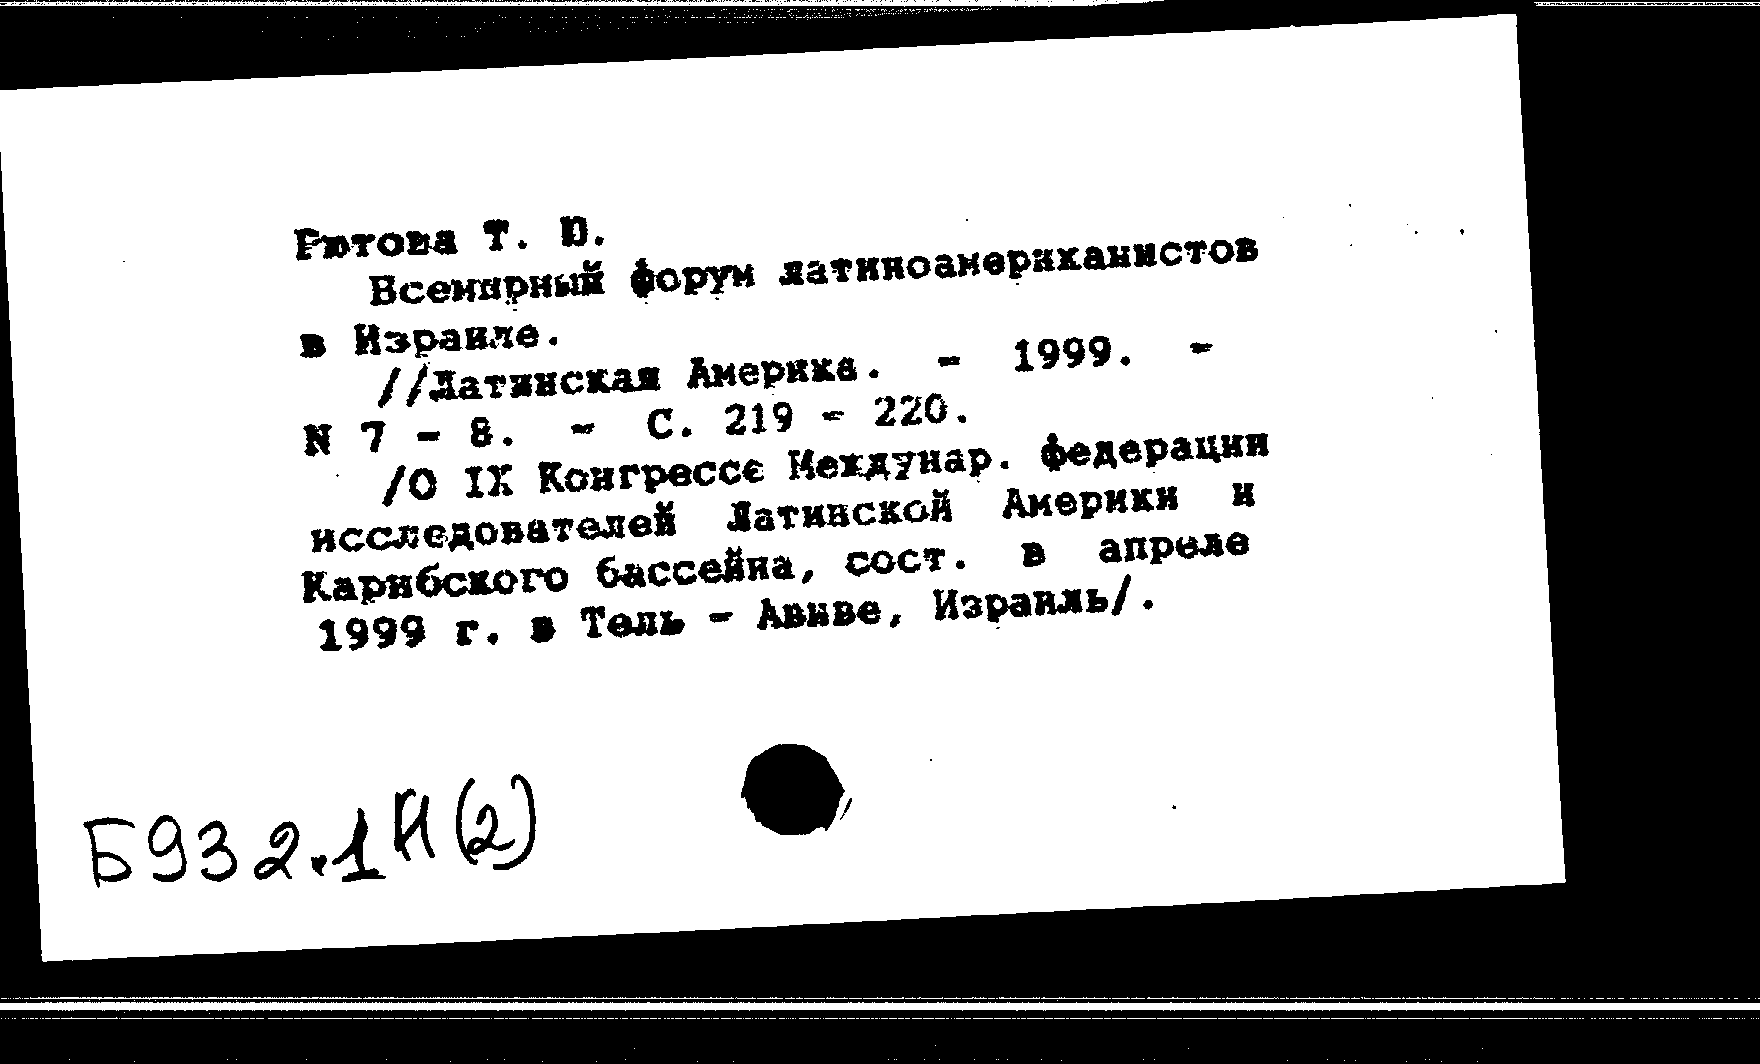 Рютова Т. Ю.
Всемирный форум латиноамериканистов
в Израиле.
//Латинская Америка. - 1999. -
N 7 - 8. - С. 219 - 220.
/О IX Конгрессе Междунар. федерации
исследователей Латинской Америки и
Карибского бассейна, сост. в апреле
1999 г. в Тель - Авиве, Израиль/.
Б932.1Н(2)